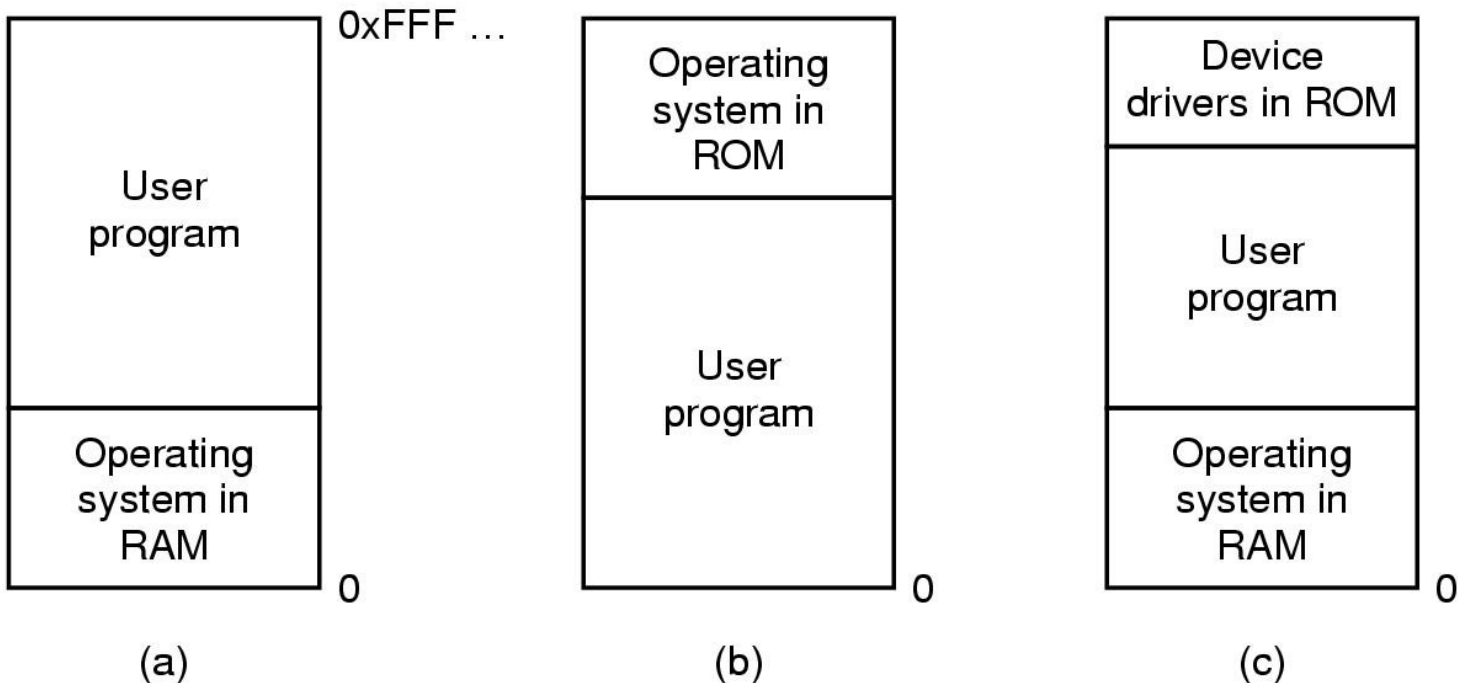 0xFFF …
User
program
Operating
system in
RAM
0
(a)
Operating
system in
ROM
User
program
0
(b)
Device
drivers in ROM
User
program
Operating
system in
RAM
0
(c)